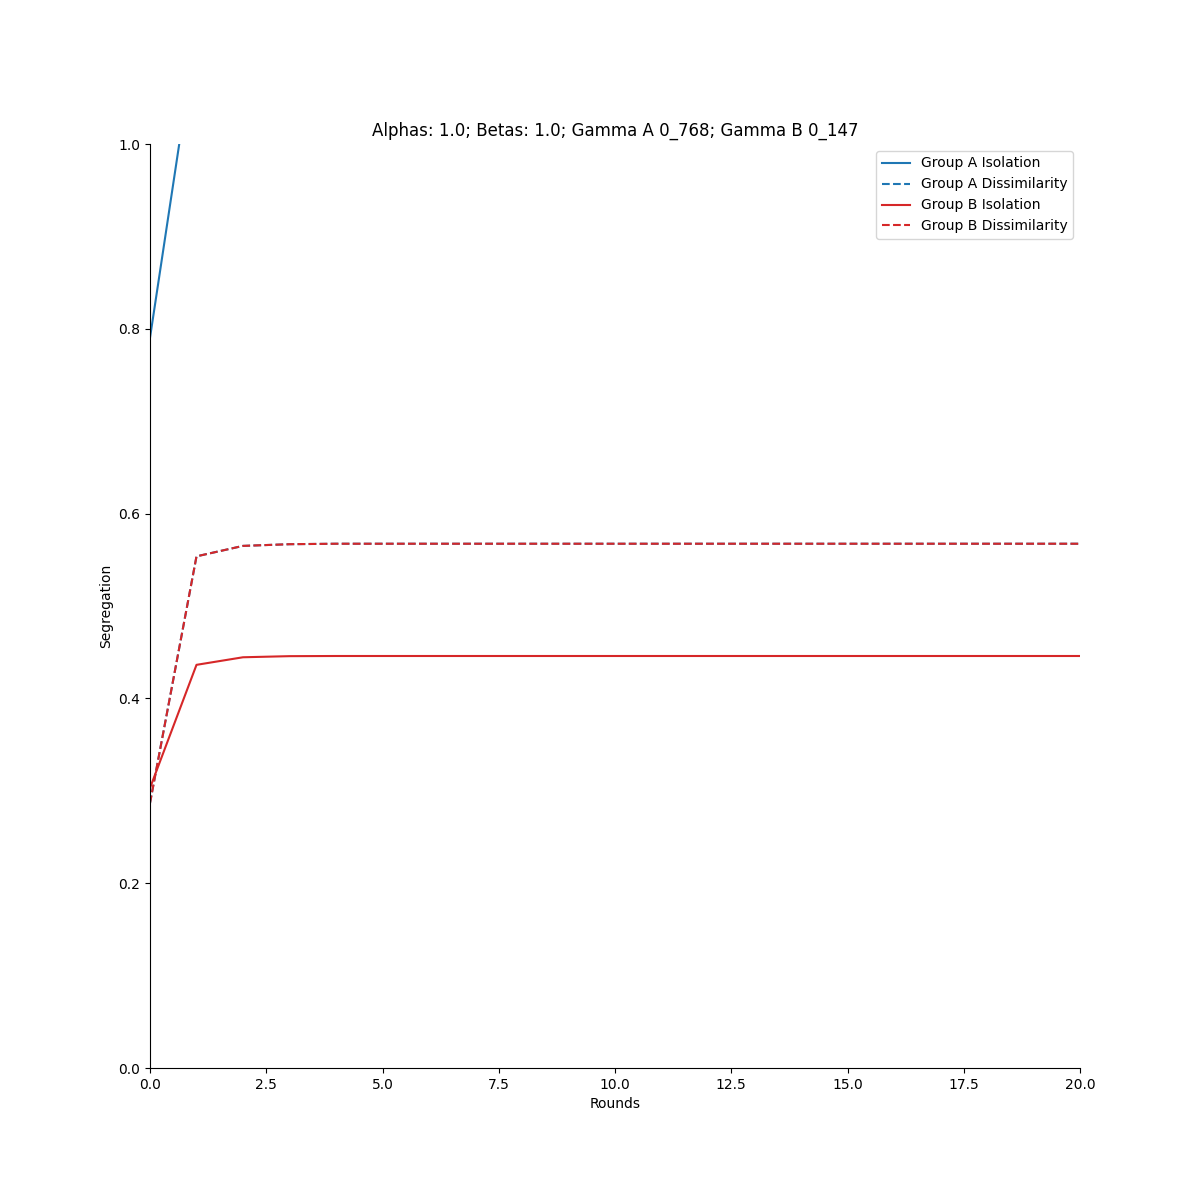 Alphas: 1.0; Betas: 1.0; Gamma A 0_768; Gamma B 0_147
Group A Isolation
Group A Dissimilarity
Group B Isolation
Group B Dissimilarity
1.0
0.8
0.6
0.4
0.2
0.0
Segregation
0.0 2.5 5.0 7.5 10.0 12.5 15.0 17.5 20.0
Rounds